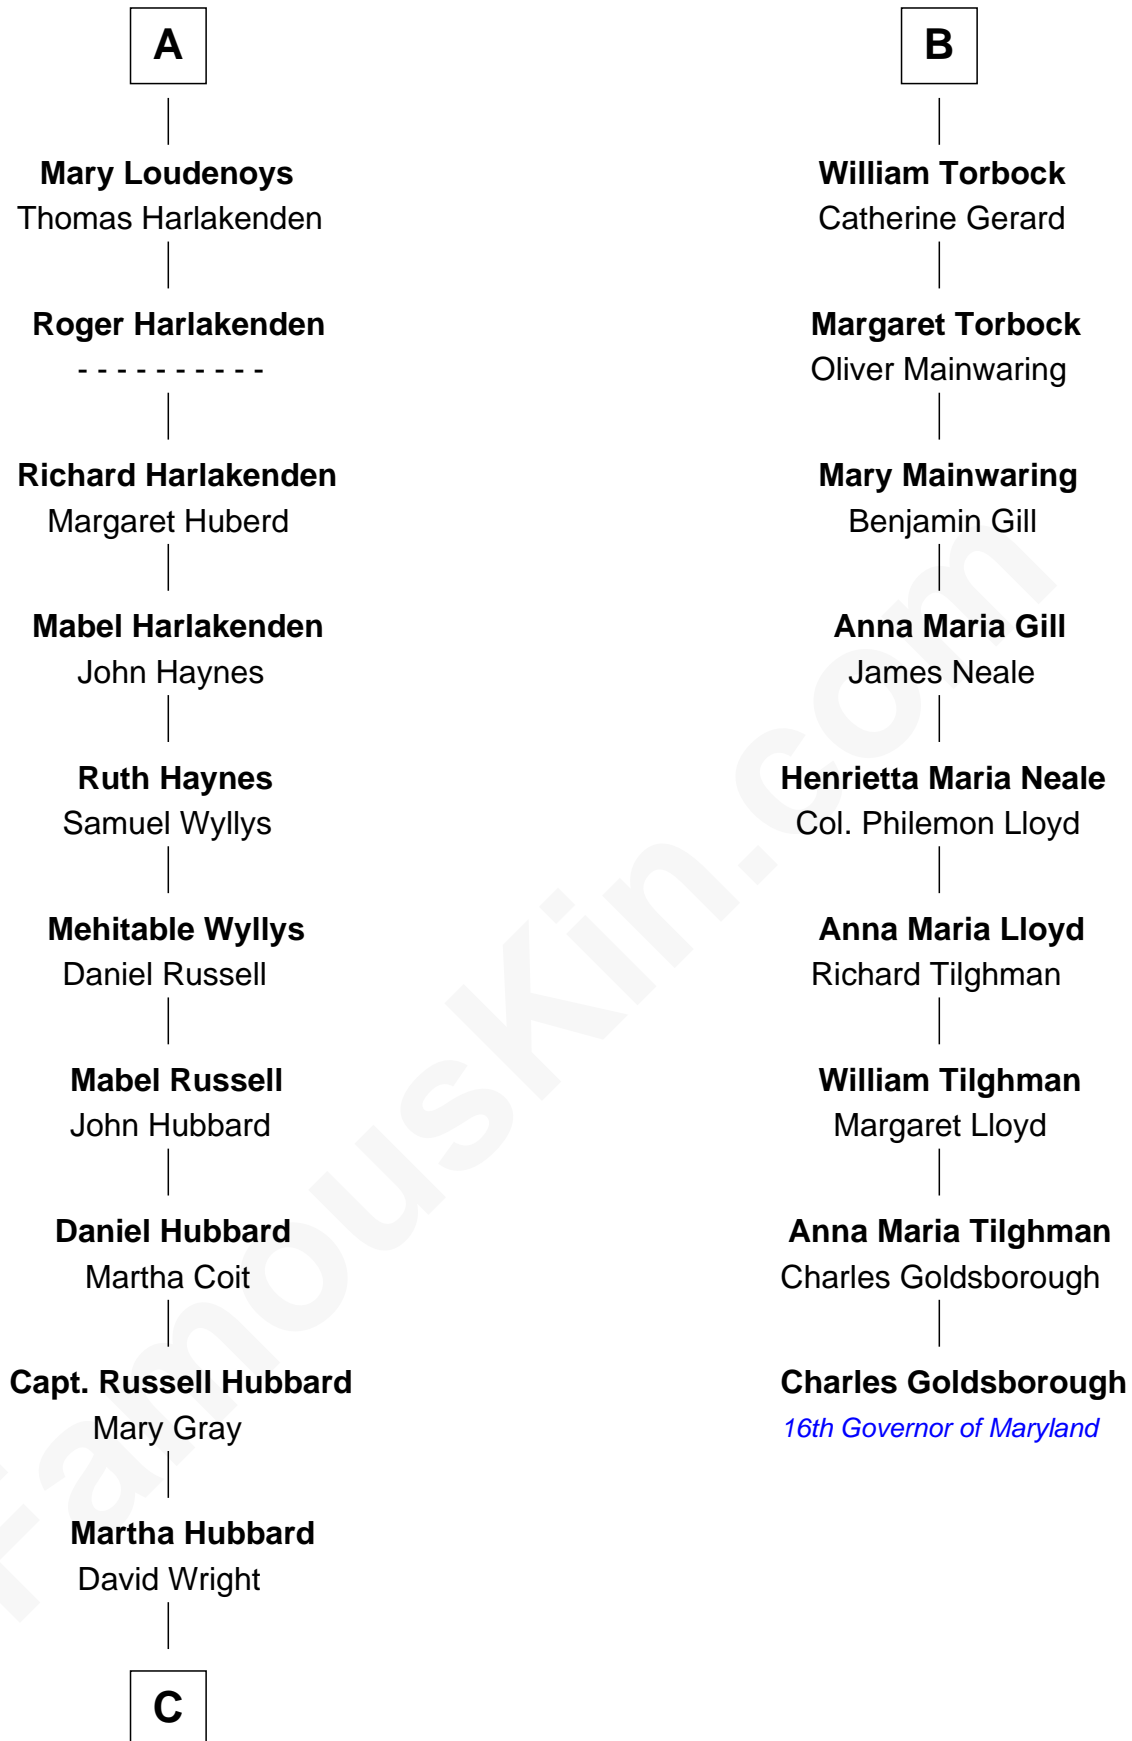 A
Mary Loudenoys
Thomas Harlakenden
Roger Harlakenden
- - - - - - - - - -
Richard Harlakenden
Margaret Huberd
Mabel Harlakenden
John Haynes
Ruth Haynes
Samuel Wyllys
Mehitable Wyllys
Daniel Russell
Mabel Russell
John Hubbard
Daniel Hubbard
Martha Coit
Capt. Russell Hubbard
Mary Gray
Martha Hubbard
David Wright
C
B
William Torbock
Catherine Gerard
Margaret Torbock
Oliver Mainwaring
Mary Mainwaring
Benjamin Gill
Anna Maria Gill
James Neale
Henrietta Maria Neale
Col. Philemon Lloyd
Anna Maria Lloyd
Richard Tilghman
William Tilghman
Margaret Lloyd
Anna Maria Tilghman
Charles Goldsborough
Charles Goldsborough
16th Governor of Maryland
FamousKin.com